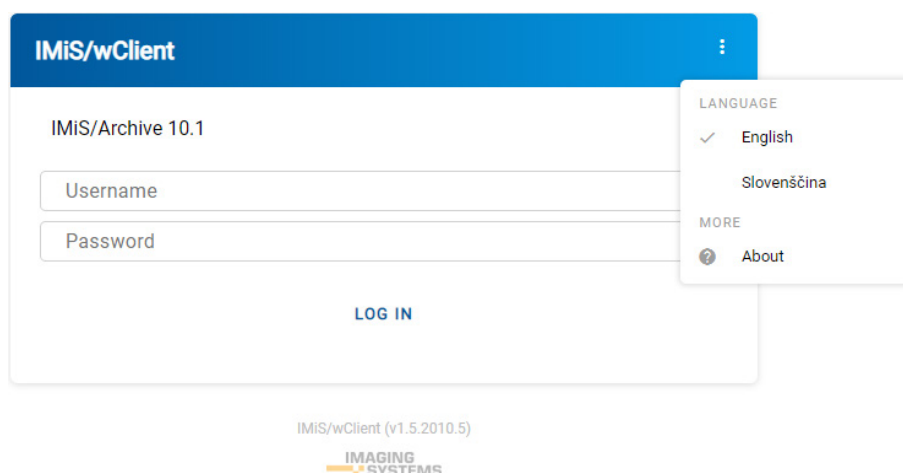 IMiS/wClient
IMiS/Archive 10.1
Username
Password
LOG IN
LANGUAGE
English
Slovenščina
MORE
About
IMiS/wClient (v1.5.2010.5)
IMAGING
SYSTEMS